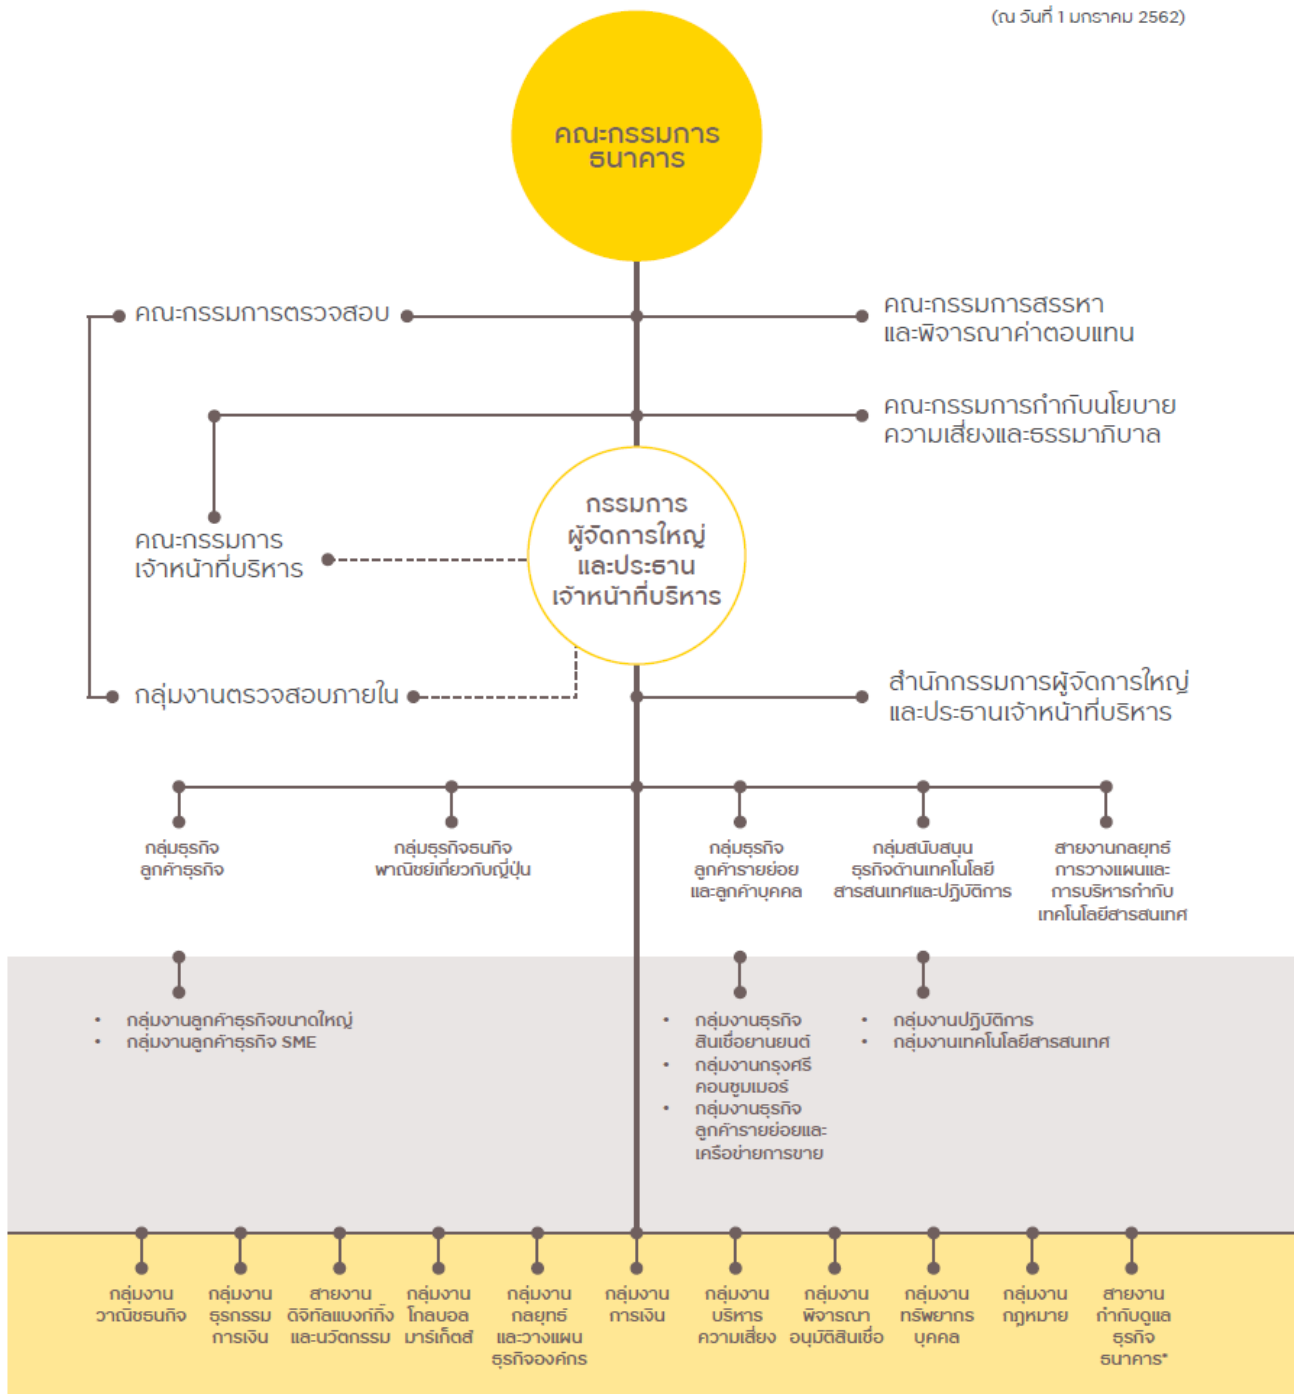 (ณ วันที่ 1 มกราคม 2562)
คณะกรรมการ
ธนาคาร
คณะกรรมการตรวจสอบ
คณะกรรมการสรรหา
และพิจารณาค่าตอบแทน
คณะกรรมการกำกับนโยบาย
ความเสี่ยงและธรรมาภิบาล
กรรมการ
ผู้จัดการใหญ่
และประธาน
เจ้าหน้าที่บริหาร
คณะกรรมการ
เจ้าหน้าที่บริหาร
กลุ่มงานตรวจสอบภายใน
สำนักกรรมการผู้จัดการใหญ่
และประธานเจ้าหน้าที่บริหาร
กลุ่มธุรกิจ
ลูกค้าธุรกิจ
กลุ่มธุรกิจธนกิจ
พาณิชย์เกี่ยวกับญี่ปุ่น
กลุ่มธุรกิจ
ลูกค้ารายย่อย
และลูกค้าบุคคล
กลุ่มสนับสนุน
ธุรกิจด้านเทคโนโลยี
สารสนเทศและปฏิบัติการ
สายงานกลยุทธ์
การวางแผนและ
การบริหารกำกับ
เทคโนโลยีสารสนเทศ
• กลุ่มงานลูกค้าธุรกิจขนาดใหญ่
• กลุ่มงานลูกค้าธุรกิจ SME
• กลุ่มงานธุรกิจ
สินเชื่อยานยนต์
• กลุ่มงานกรุงศรี
คอนซูมเมอร์
• กลุ่มงานธุรกิจ
ลูกค้ารายย่อยและ
เครือข่ายการขาย
• กลุ่มงานปฏิบัติการ
• กลุ่มงานเทคโนโลยีสารสนเทศ
กลุ่มงาน
วาณิชธนกิจ
กลุ่มงาน
ธุรกรรม
การเงิน
สายงาน
ดิจิทัลแบงก์กิ้ง
และนวัตกรรม
กลุ่มงาน
โกลบอล
มาร์เก็ตส์
กลุ่มงาน
กลยุทธ์
และวางแผน
ธุรกิจองค์กร
กลุ่มงาน
การเงิน
กลุ่มงาน
บริหาร
ความเสี่ยง
กลุ่มงาน
พิจารณา
อนุมัติสินเชื่อ
กลุ่มงาน
ทรัพยากร
บุคคล
กลุ่มงาน
กฎหมาย
สายงาน
กำกับดูแล
ธุรกิจ
ธนาคาร*